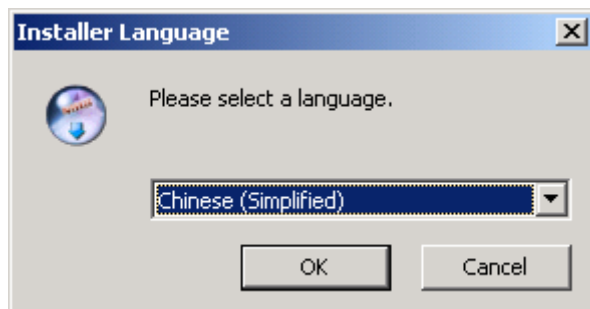 Installer Language
Please select a language.
Chinese (Simplified)
OK
Cancel